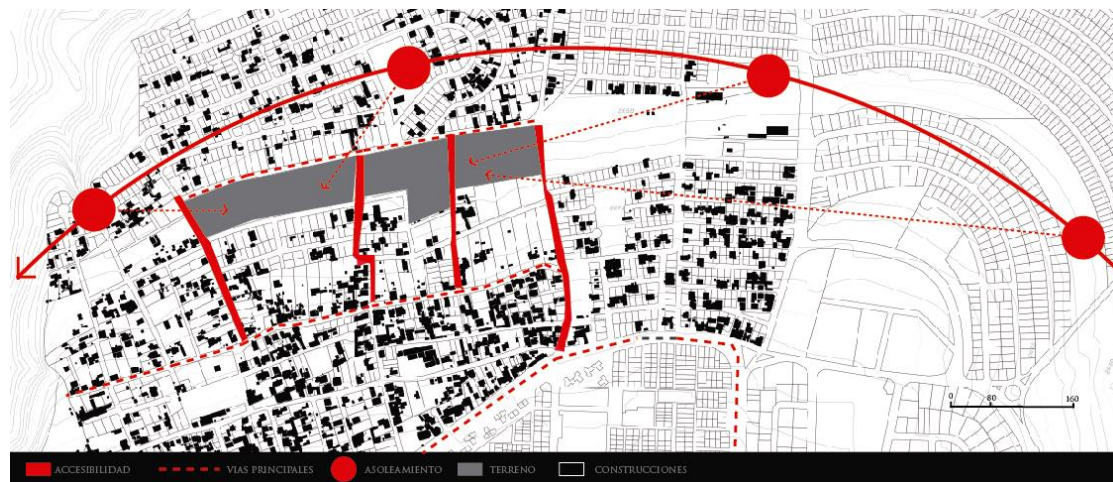 0 80 160
ACCESIBILIDAD VIAS PRINCIPALES ASOLEAMIENTO TERRENO CONSTRUCCIONES